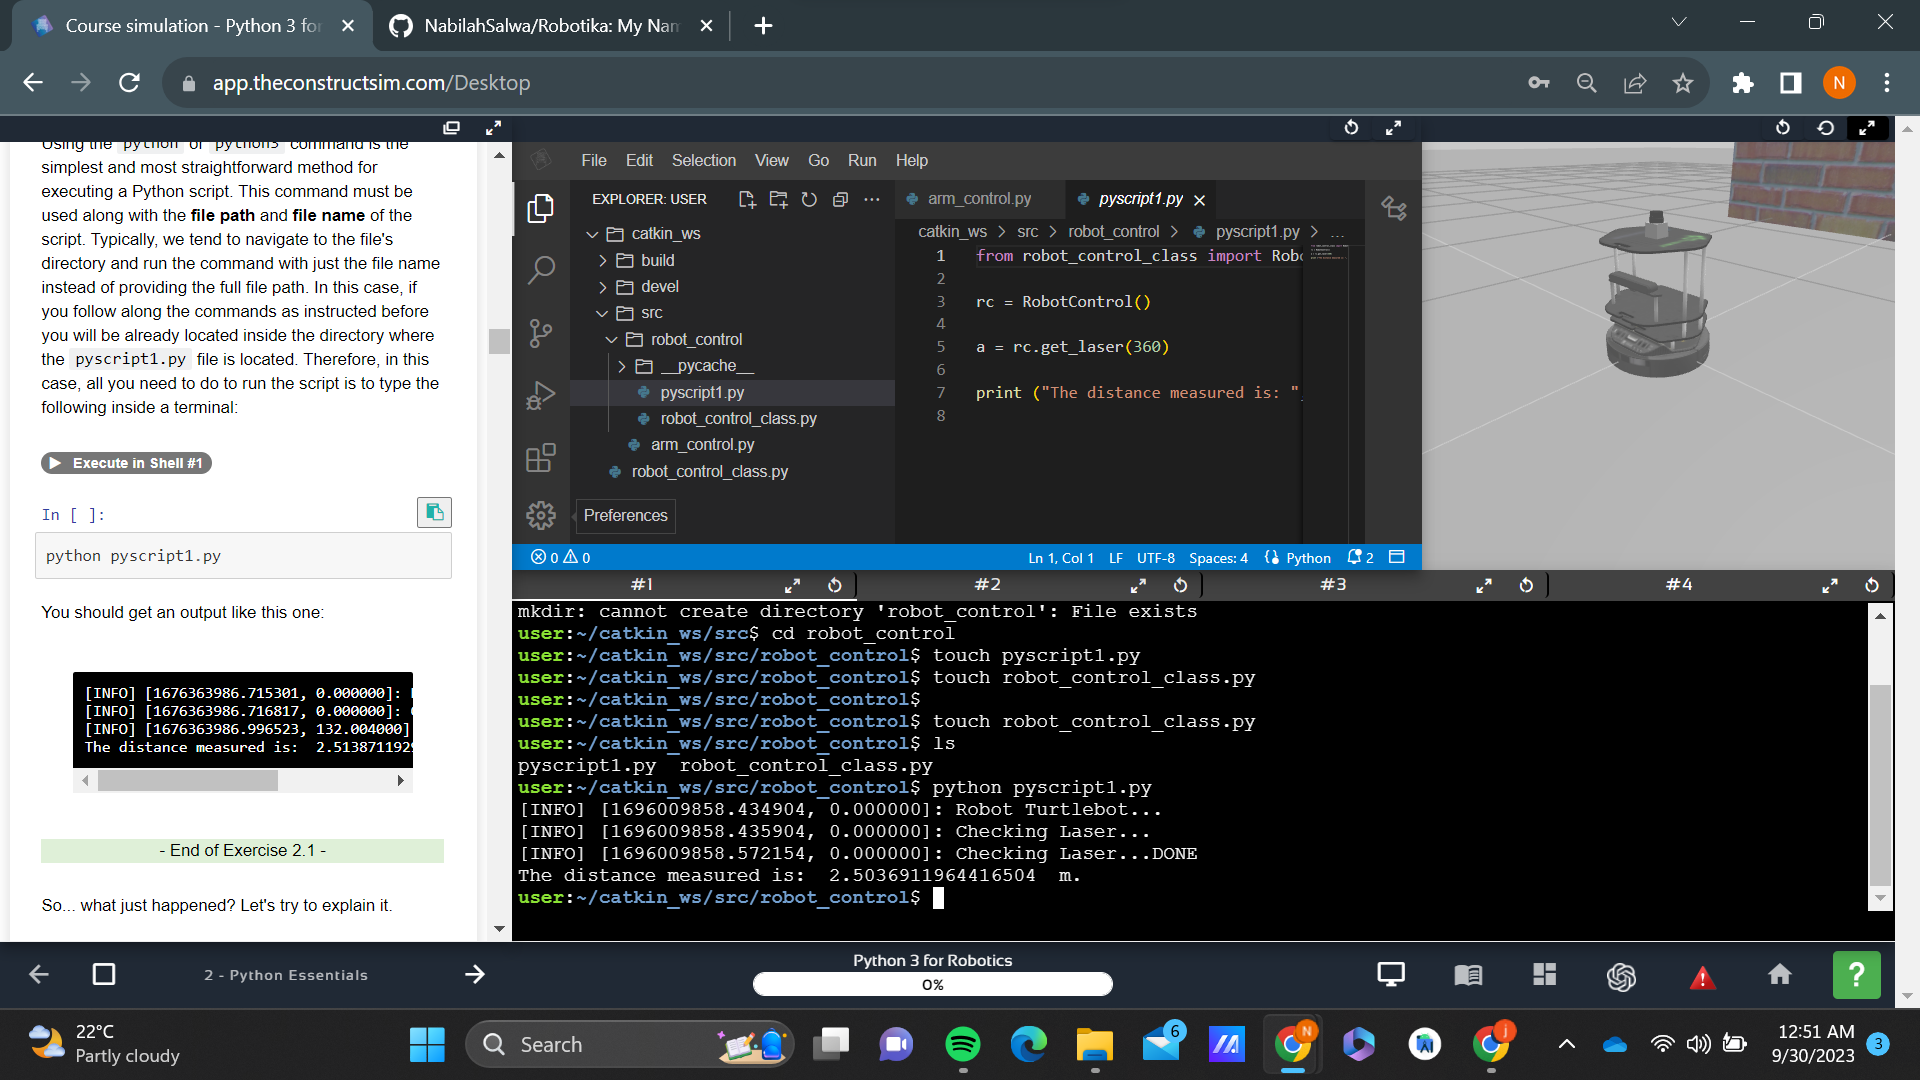 Course simulation - Python 3 for
NabilahSalwa/Robotika: My Nam
app.theconstructsim.com/Desktop
N
Using the python or python3 command is the
simplest and most straightforward method for
executing a Python script. This command must be
used along with the file path and file name of the
script. Typically, we tend to navigate to the file's
directory and run the command with just the file name
instead of providing the full file path. In this case, if
you follow along the commands as instructed before
you will be already located inside the directory where
the pyscript1.py file is located. Therefore, in this
case, all you need to do to run the script is to type the
following inside a terminal:
Execute in Shell #1
In [ ]:
python pyscript1.py
You should get an output like this one:
[INFO] [1676363986.715301, 0.000000]:
[INFO] [1676363986.716817, 0.000000]:
[INFO] [1676363986.996523, 132.004000]
The distance measured is:  2.513871192
- End of Exercise 2.1 -
So... what just happened? Let's try to explain it.
File Edit Selection View Go Run Help
EXPLORER: USER
catkin_ws
build
devel
src
robot_control
__pycache__
pyscript1.py
robot_control_class.py
arm_control.py
robot_control_class.py
Preferences
arm_control.py
pyscript1.py
catkin_ws > src > robot_control > pyscript1.py > ...
1 from robot_control_class import Robo
2
3 rc = RobotControl()
4
5 a = rc.get_laser(360)
6
7 print ("The distance measured is: "
8
0 0
Ln 1, Col 1 LF UTF-8 Spaces: 4 Python 2
#1
#2
#3
#4
mkdir: cannot create directory 'robot_control': File exists
user:~/catkin_ws/src$ cd robot_control
user:~/catkin_ws/src/robot_control$ touch pyscript1.py
user:~/catkin_ws/src/robot_control$ touch robot_control_class.py
user:~/catkin_ws/src/robot_control$
user:~/catkin_ws/src/robot_control$ touch robot_control_class.py
user:~/catkin_ws/src/robot_control$ ls
pyscript1.py  robot_control_class.py
user:~/catkin_ws/src/robot_control$ python pyscript1.py
[INFO] [1696009858.434904, 0.000000]: Robot Turtlebot...
[INFO] [1696009858.435904, 0.000000]: Checking Laser...
[INFO] [1696009858.572154, 0.000000]: Checking Laser...DONE
The distance measured is:  2.5036911964416504  m.
user:~/catkin_ws/src/robot_control$
2 - Python Essentials
Python 3 for Robotics
0%
?
22°C
Partly cloudy
Search
6
N
j
12:51 AM
9/30/2023
3